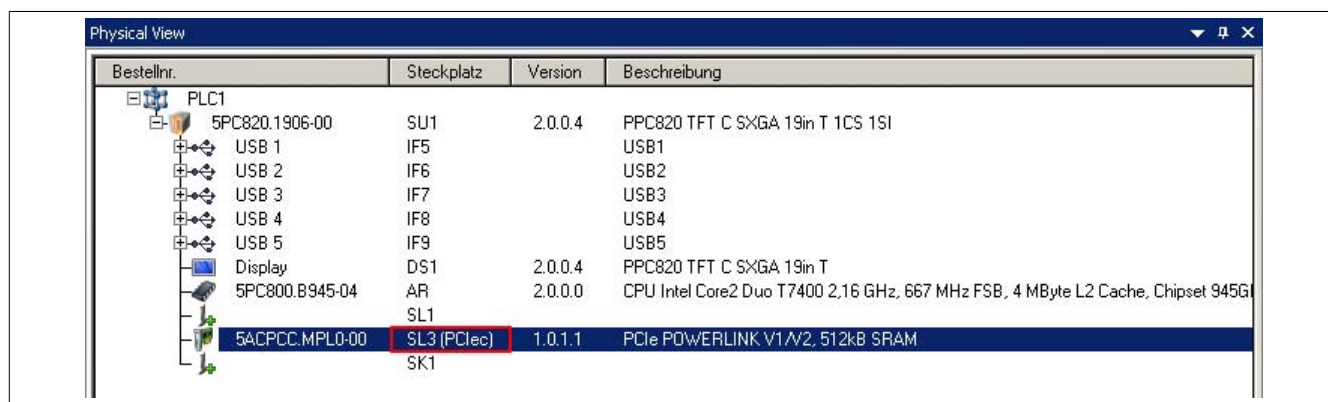 Physical View
Bestellnr. Steckplatz Version Beschreibung
PLC1
5PC820.1906-00 SU1 2.0.0.4 PPC820 TFT C SXGA 19in T 1CS 1SI
USB 1 IF5 USB1
USB 2 IF6 USB2
USB 3 IF7 USB3
USB 4 IF8 USB4
USB 5 IF9 USB5
Display DS1 2.0.0.4 PPC820 TFT C SXGA 19in T
5PC800.B945-04 AR 2.0.0.0 CPU Intel Core2 Duo T7400 2,16 GHz, 667 MHz FSB, 4 MByte L2 Cache, Chipset
SL1
5ACPCC.MPL0-00 SL3 (PCIec) 1.0.1.1 PCIe POWERLINK V1/V2, 512kB SRAM
SK1